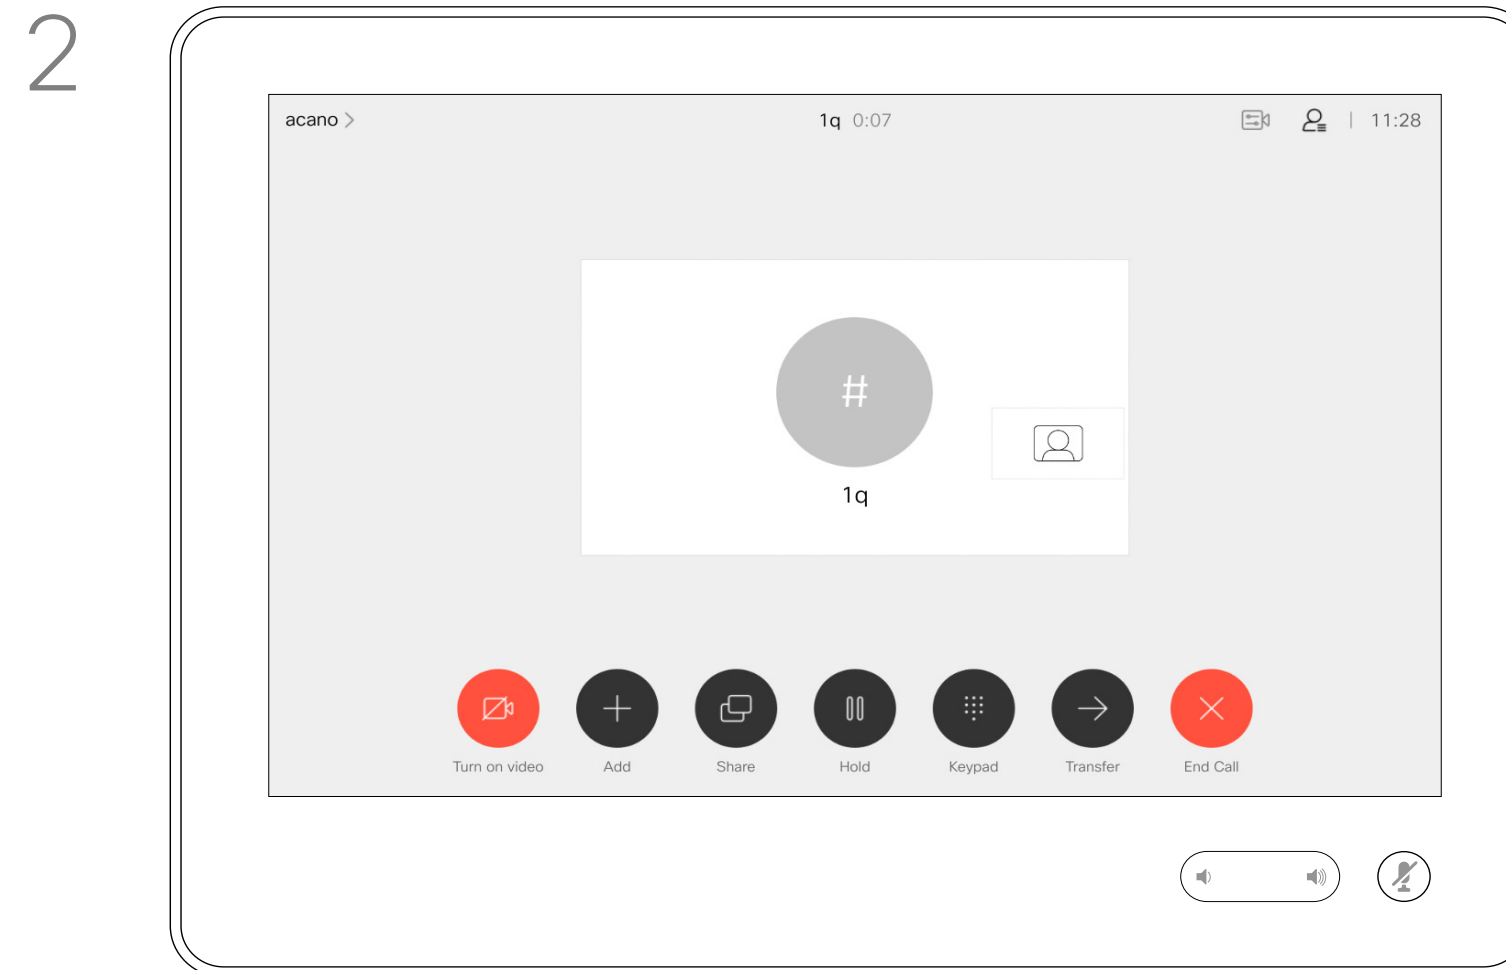 2
acano
1q 0:07
11:28
#
1q
Turn on video
Add
Share
Hold
Keypad
Transfer
End Call